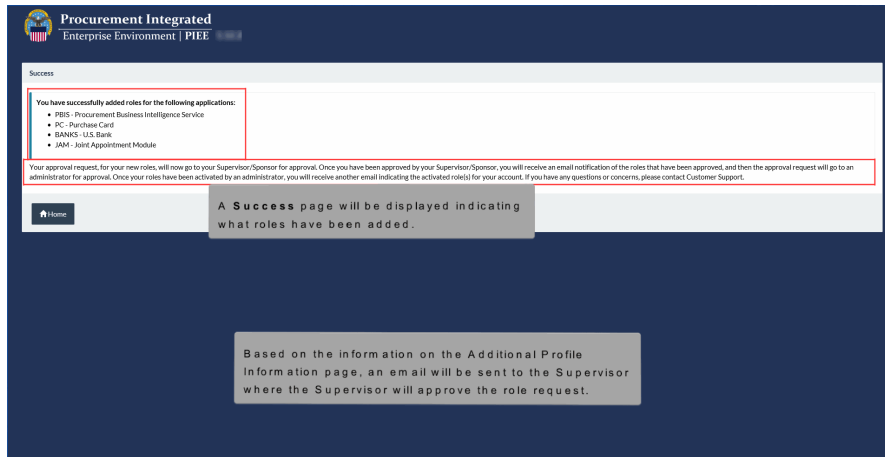 Procurement Integrated
Enterprise Environment | PIEE
Success
You have successfully added roles for the following applications:
• PBIS - Procurement Business Intelligence Service
• PC - Purchase Card
• BANKS - U.S. Bank
• JAM - Joint Appointment Module
Your approval request, for your new roles, will now go to your Supervisor/Sponsor for approval. Once you have been approved by your Supervisor/Sponsor, you will receive an email notification of the roles that have been approved, and then the approval request will go to an
administrator for approval. Once your roles have been activated by an administrator, you will receive another email indicating the activated role(s) for your account. If you have any questions or concerns, please contact Customer Support.
Home
A Success page will be displayed indicating
what roles have been added.
Based on the information on the Additional Profile
Information page, an email will be sent to the Supervisor
where the Supervisor will approve the role request.